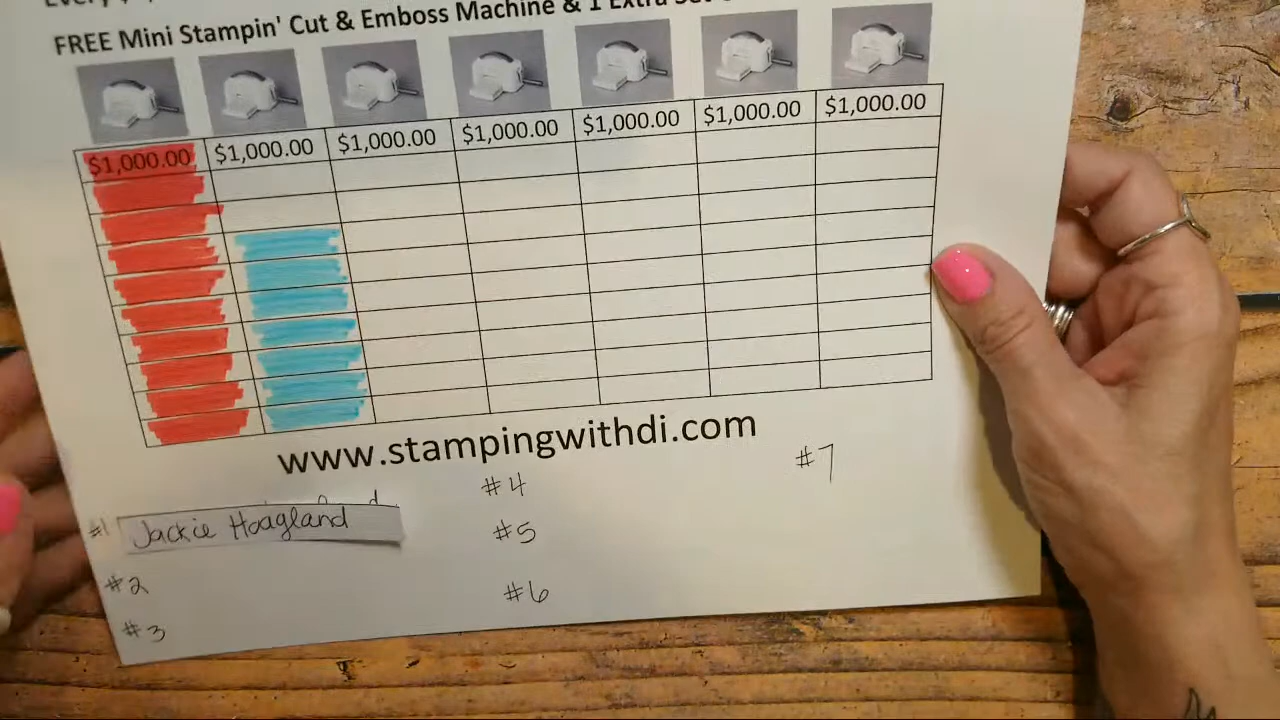 FREE Mini Stampin' Cut & Emboss Machine & 1 Extra
$1,000.00 $1,000.00 $1,000.00 $1,000.00 $1,000.00 $1,000.00 $1,000.00
www.stampingwithdi.com
#1 Jackie Hoagland
#2
#3
#4
#5
#6
#7